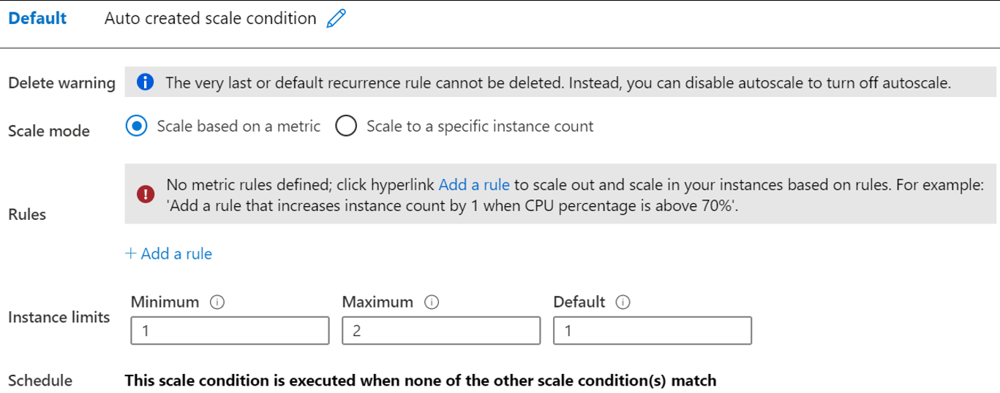 Default Auto created scale condition
Delete warning The very last or default recurrence rule cannot be deleted. Instead, you can disable autoscale to turn off autoscale.
Scale mode Scale based on a metric Scale to a specific instance count
Rules
No metric rules defined; click hyperlink Add a rule to scale out and scale in your instances based on rules. For example:
'Add a rule that increases instance count by 1 when CPU percentage is above 70%'.
+ Add a rule
Instance limits
Minimum Maximum Default
1 2 1
Schedule This scale condition is executed when none of the other scale condition(s) match